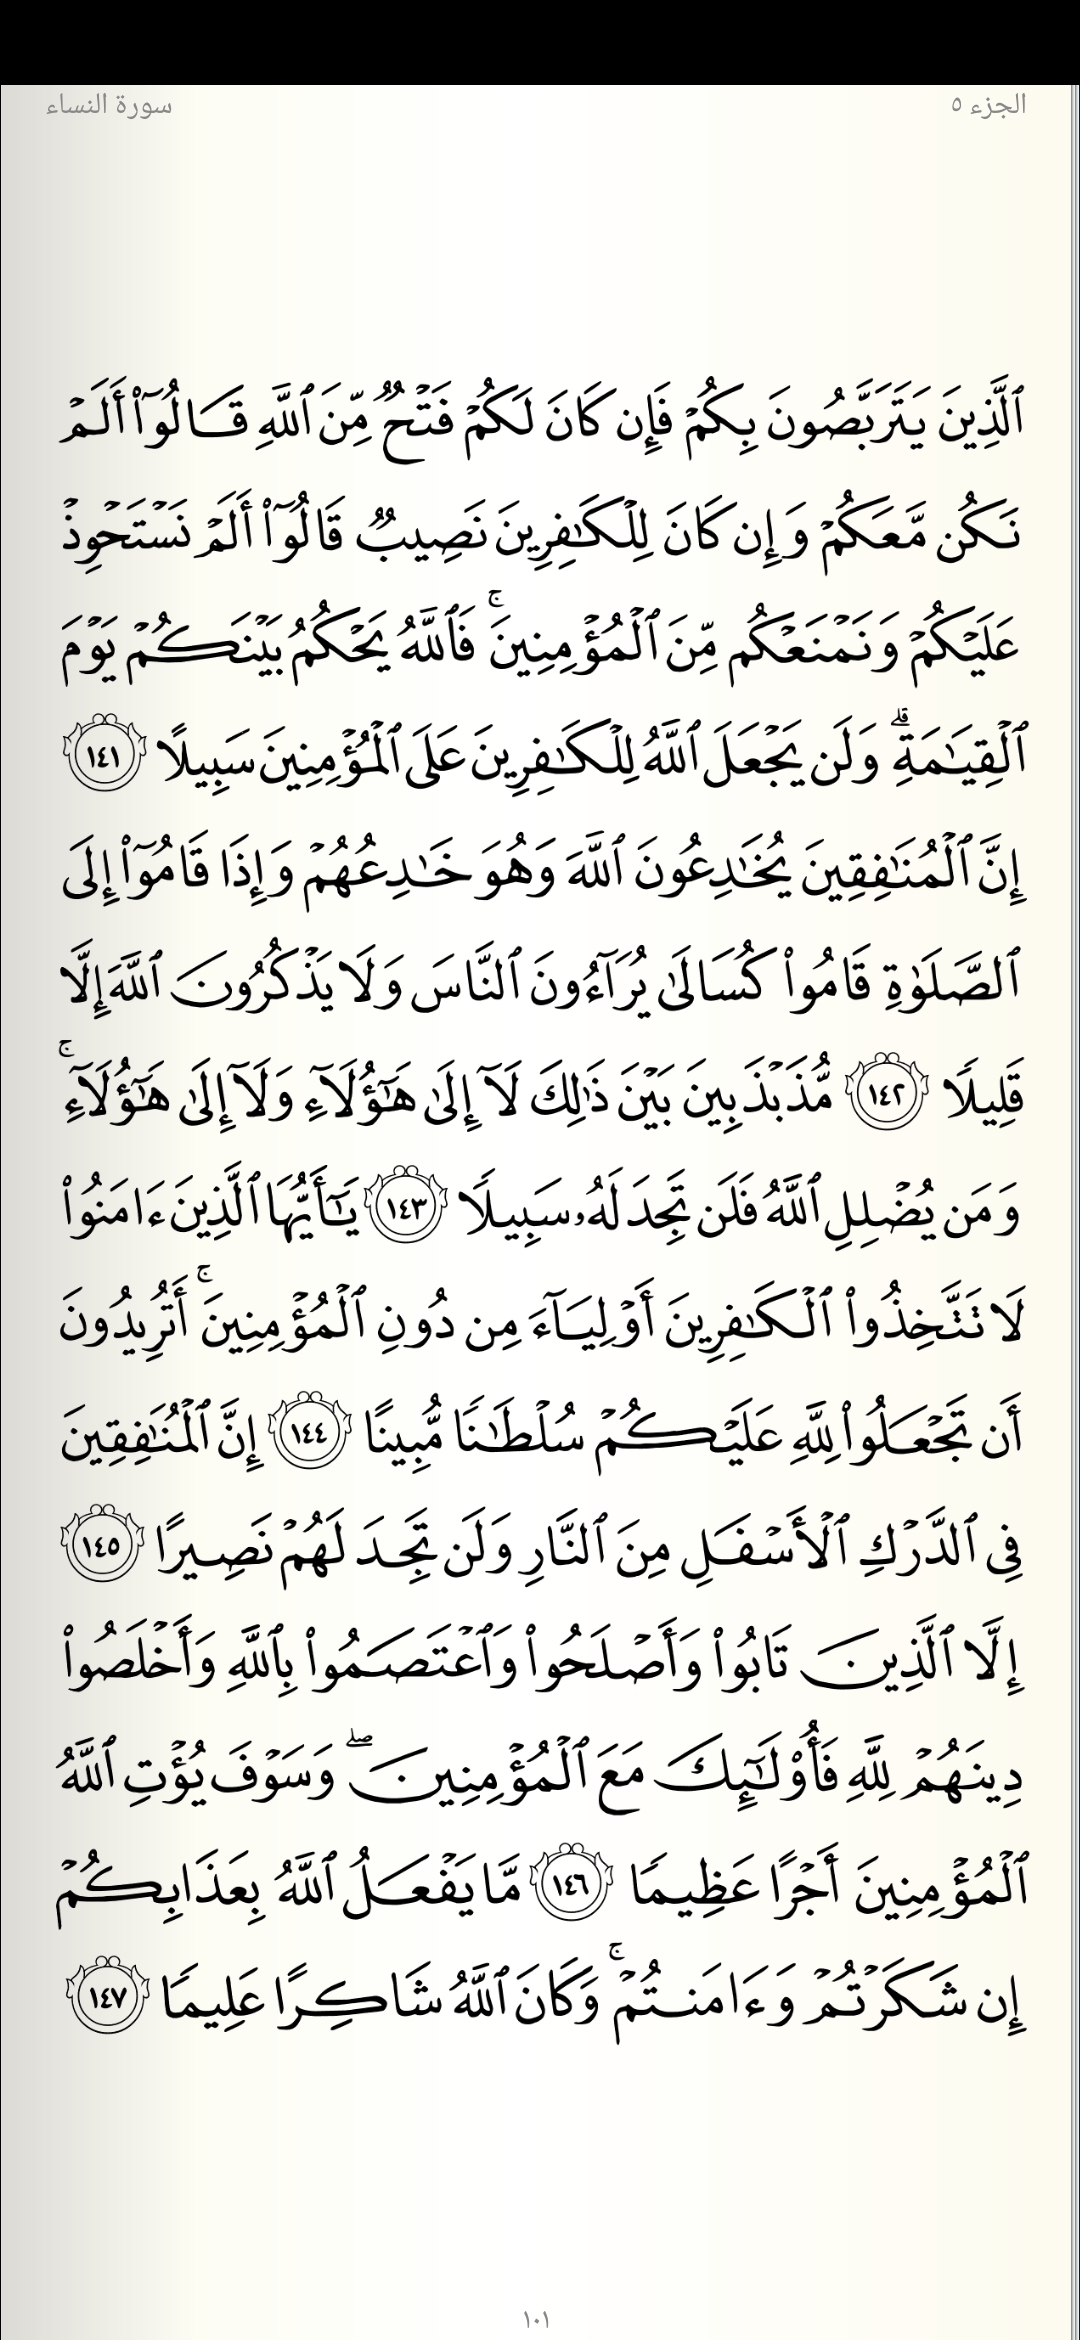 الجزء ٥
سورة النساء
ٱلَّذِينَ يَتَرَبَّصُونَ بِكُمۡ فَإِن كَانَ لَكُمۡ فَتۡحٞ مِّنَ ٱللَّهِ قَالُوٓاْ أَلَمۡ
نَكُن مَّعَكُمۡ وَإِن كَانَ لِلۡكَٰفِرِينَ نَصِيبٞ قَالُوٓاْ أَلَمۡ نَسۡتَحۡوِذۡ
عَلَيۡكُمۡ وَنَمۡنَعۡكُم مِّنَ ٱلۡمُؤۡمِنِينَۚ فَٱللَّهُ يَحۡكُمُ بَيۡنَكُمۡ يَوۡمَ
ٱلۡقِيَٰمَةِۗ وَلَن يَجۡعَلَ ٱللَّهُ لِلۡكَٰفِرِينَ عَلَى ٱلۡمُؤۡمِنِينَ سَبِيلًا ١٤١
إِنَّ ٱلۡمُنَٰفِقِينَ يُخَٰدِعُونَ ٱللَّهَ وَهُوَ خَٰدِعُهُمۡ وَإِذَا قَامُوٓاْ إِلَى
ٱلصَّلَوٰةِ قَامُواْ كُسَالَىٰ يُرَآءُونَ ٱلنَّاسَ وَلَا يَذۡكُرُونَ ٱللَّهَ إِلَّا
قَلِيلٗا ١٤٢ مُّذَبۡذَبِينَ بَيۡنَ ذَٰلِكَ لَآ إِلَىٰ هَٰٓؤُلَآءِ وَلَآ إِلَىٰ هَٰٓؤُلَآءِۚ
وَمَن يُضۡلِلِ ٱللَّهُ فَلَن تَجِدَ لَهُۥ سَبِيلٗا ١٤٣ يَٰٓأَيُّهَا ٱلَّذِينَ ءَامَنُواْ
لَا تَتَّخِذُواْ ٱلۡكَٰفِرِينَ أَوۡلِيَآءَ مِن دُونِ ٱلۡمُؤۡمِنِينَۚ أَتُرِيدُونَ
أَن تَجۡعَلُواْ لِلَّهِ عَلَيۡكُمۡ سُلۡطَٰنٗا مُّبِينًا ١٤٤ إِنَّ ٱلۡمُنَٰفِقِينَ
فِي ٱلدَّرۡكِ ٱلۡأَسۡفَلِ مِنَ ٱلنَّارِ وَلَن تَجِدَ لَهُمۡ نَصِيرًا ١٤٥
إِلَّا ٱلَّذِينَ تَابُواْ وَأَصۡلَحُواْ وَٱعۡتَصَمُواْ بِٱللَّهِ وَأَخۡلَصُواْ
دِينَهُمۡ لِلَّهِ فَأُوْلَٰٓئِكَ مَعَ ٱلۡمُؤۡمِنِينَۖ وَسَوۡفَ يُؤۡتِ ٱللَّهُ
ٱلۡمُؤۡمِنِينَ أَجۡرًا عَظِيمٗا ١٤٦ مَّا يَفۡعَلُ ٱللَّهُ بِعَذَابِكُمۡ
إِن شَكَرۡتُمۡ وَءَامَنتُمۡۚ وَكَانَ ٱللَّهُ شَاكِرًا عَلِيمٗا ١٤٧
١٠١